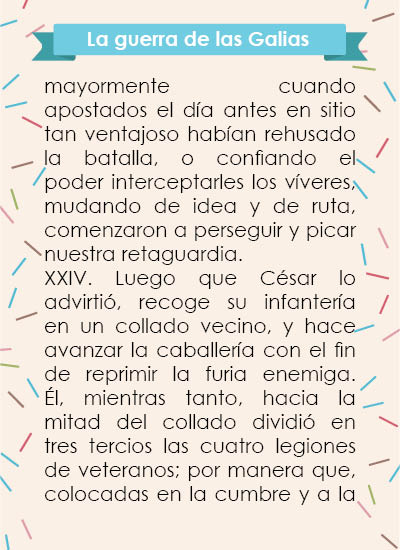 La guerra de las Galias
mayormente cuando
apostados el día antes en sitio
tan ventajoso habían rehusado
la batalla, o confiando el
poder interceptarles los víveres,
mudando de idea y de ruta,
comenzaron a perseguir y picar
nuestra retaguardia.
XXIV. Luego que César lo
advirtió, recoge su infantería
en un collado vecino, y hace
avanzar la caballería con el fin
de reprimir la furia enemiga.
Él, mientras tanto, hacia la
mitad del collado dividió en
tres tercios las cuatro legiones
de veteranos; por manera que,
colocadas en la cumbre y a la